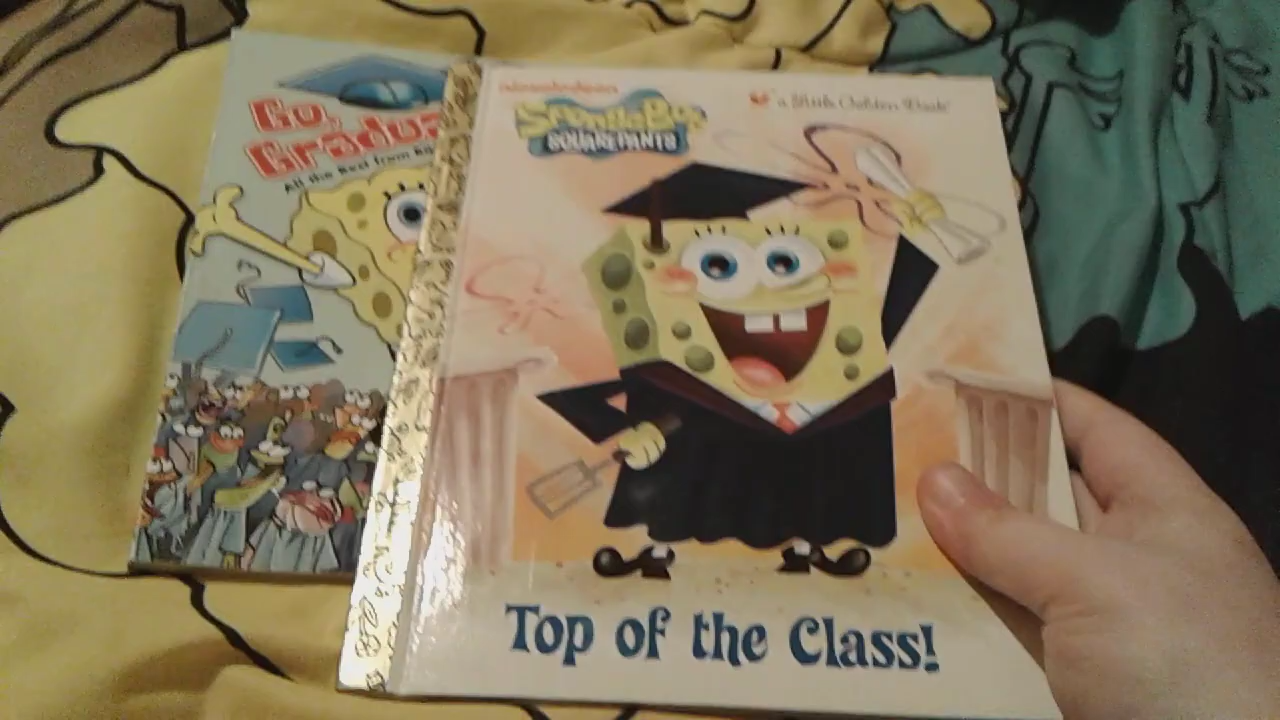 nickelodeon
SpongeBob
SQUAREPANTS
a Little Golden Book
Go,
Gradua
All the Best from
Top of the Class!